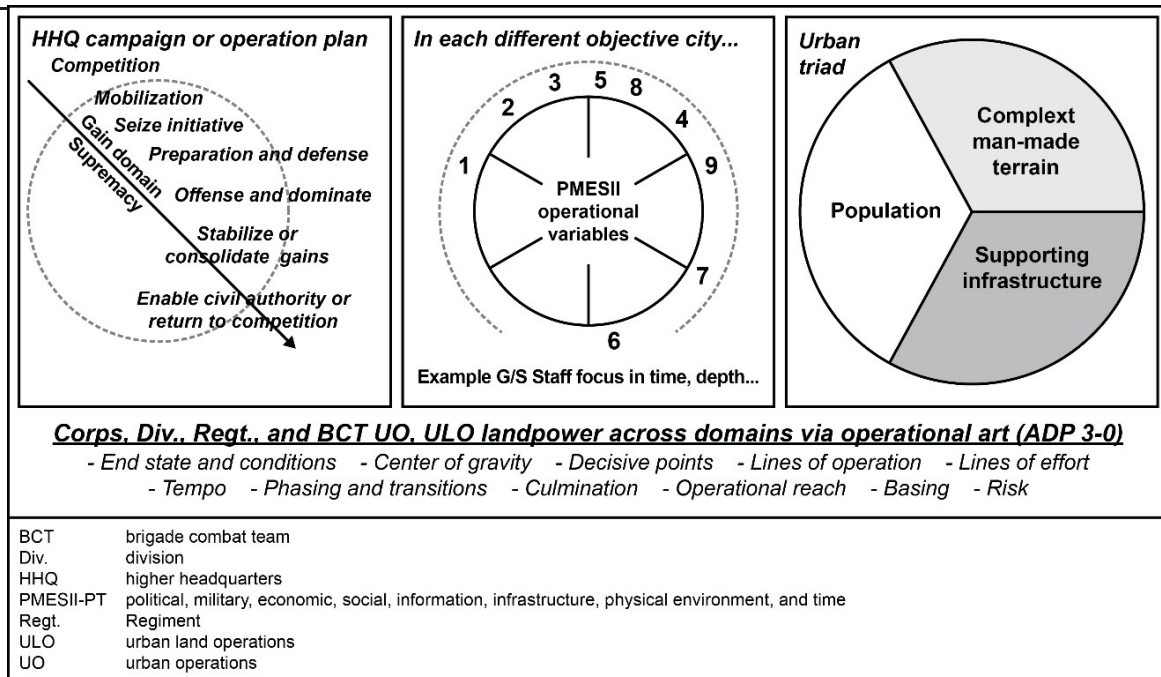 HHQ campaign or operation plan
Competition
Mobilization
Seize initiative
Gain domain
Supremacy
Preparation and defense
Offense and dominate
Stabilize or
consolidate gains
Enable civil authority or
return to competition
In each different objective city...
1
2
3
5
8
4
9
7
6
PMESII
operational
variables
Example G/S Staff focus in time, depth...
Urban
triad
Complext
man-made
terrain
Population
Supporting
infrastructure
Corps, Div., Regt., and BCT UO, ULO landpower across domains via operational art (ADP 3-0)
- End state and conditions - Center of gravity - Decisive points - Lines of operation - Lines of effort
- Tempo - Phasing and transitions - Culmination - Operational reach - Basing - Risk
BCT brigade combat team
Div. division
HHQ higher headquarters
PMESII-PT political, military, economic, social, information, infrastructure, physical environment, and time
Regt. Regiment
ULO urban land operations
UO urban operations